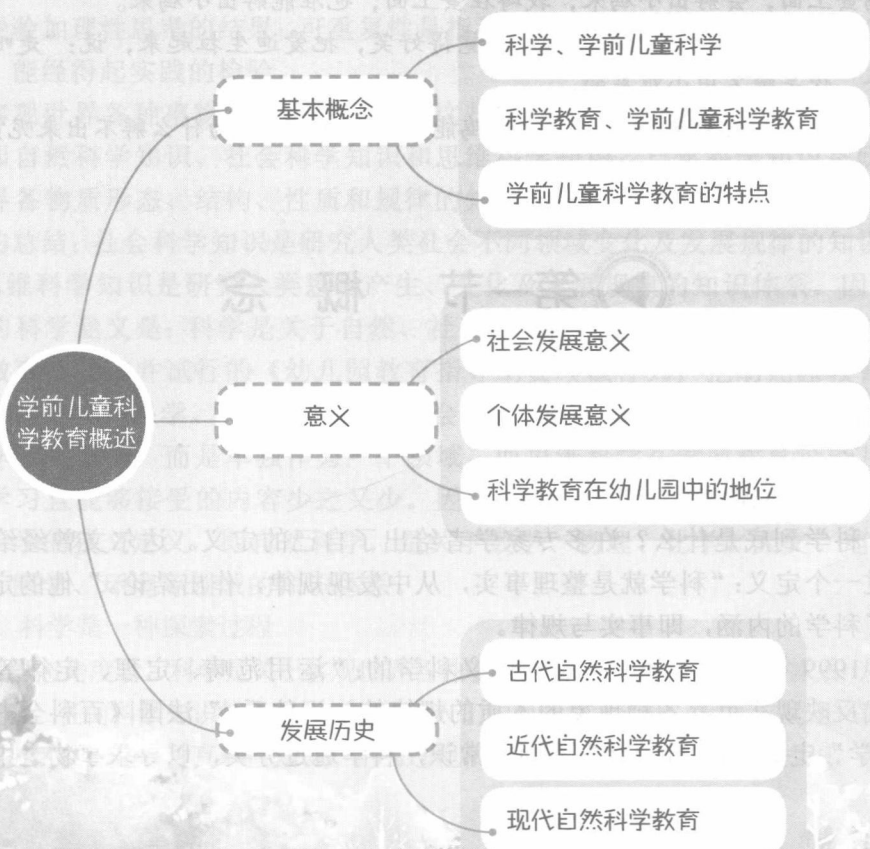 学前儿童科
学教育概述
基本概念
科学、学前儿童科学
科学教育、学前儿童科学教育
学前儿童科学教育的特点
意义
社会发展意义
个体发展意义
科学教育在幼儿园中的地位
发展历史
古代自然科学教育
近代自然科学教育
现代自然科学教育